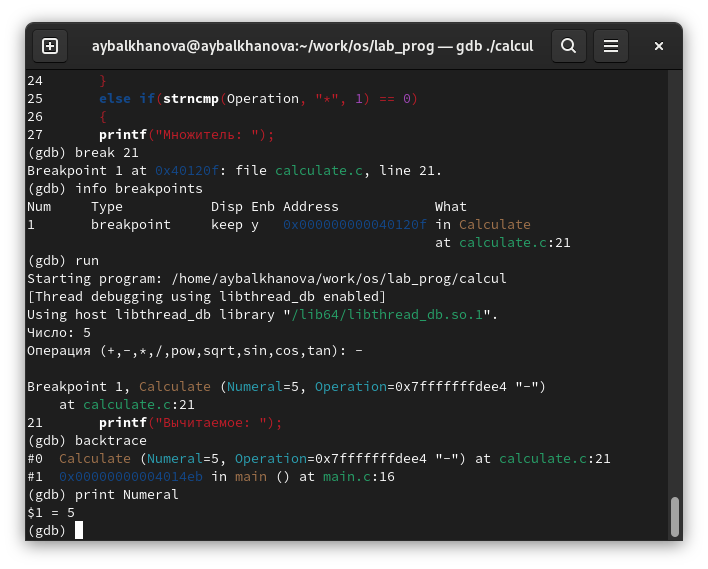 aybalkhanova@aybalkhanova:~/work/os/lab_prog — gdb ./calcul
24       }
25       else if(strncmp(Operation, "*", 1) == 0)
26       {
27       printf("Множитель: ");
(gdb) break 21
Breakpoint 1 at 0x40120f: file calculate.c, line 21.
(gdb) info breakpoints
Num     Type           Disp Enb Address            What
1       breakpoint     keep y   0x000000000040120f in Calculate
                                                   at calculate.c:21
(gdb) run
Starting program: /home/aybalkhanova/work/os/lab_prog/calcul
[Thread debugging using libthread_db enabled]
Using host libthread_db library "/lib64/libthread_db.so.1".
Число: 5
Операция (+,-,*,/,pow,sqrt,sin,cos,tan): -
Breakpoint 1, Calculate (Numeral=5, Operation=0x7fffffffdee4 "-")
    at calculate.c:21
21       printf("Вычитаемое: ");
(gdb) backtrace
#0  Calculate (Numeral=5, Operation=0x7fffffffdee4 "-") at calculate.c:21
#1  0x00000000004014eb in main () at main.c:16
(gdb) print Numeral
$1 = 5
(gdb)